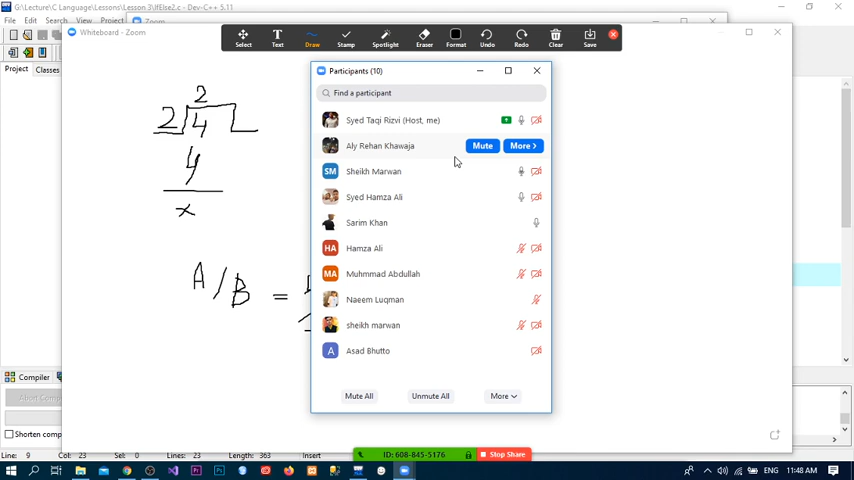 G:\Lecture\C Language\Lessons\Lesson 3\IfElse2.c - Dev-C++ 5.11
Zoom
File Edit Search View Project
Whiteboard - Zoom
Select Text Draw Stamp Spotlight Eraser Format Undo Redo Clear Save
Project Classes
Participants (10)
Find a participant
Syed Taqi Rizvi (Host, me)
Aly Rehan Khawaja Mute More >
SM Sheikh Marwan
Syed Hamza Ali
Sarim Khan
HA Hamza Ali
MA Muhmmad Abdullah
Naeem Luqman
sheikh marwan
A Asad Bhutto
Mute All Unmute All More
2
2 4
4
x
A/B =
Compiler
Abort
Shorten comp
Line: 9 Col: 23 Sel: 0 Lines: 23 Length: 363
ID: 608-845-5176 Stop Share
ENG 11:48 AM